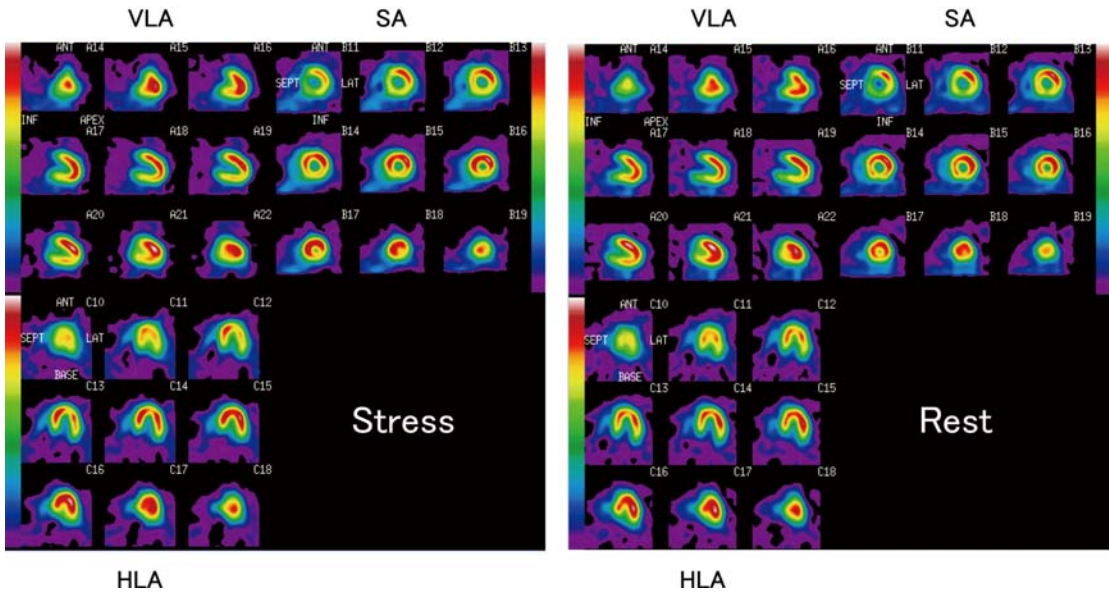 VLA SA
ANT A14 A15 A16 ANT B11 B12 B13
SEPT LAT
INF APEX INF
A17 A18 A19 B14 B15 B16
A20 A21 A22 B17 B18 B19
ANT C10 C11 C12
SEPT LAT
BASE
C13 C14 C15
Stress
C16 C17 C18
HLA
VLA SA
ANT A14 A15 A16 ANT B11 B12 B13
SEPT LAT
INF APEX INF
A17 A18 A19 B14 B15 B16
A20 A21 A22 B17 B18 B19
ANT C10 C11 C12
SEPT LAT
BASE
C13 C14 C15
Rest
C16 C17 C18
HLA